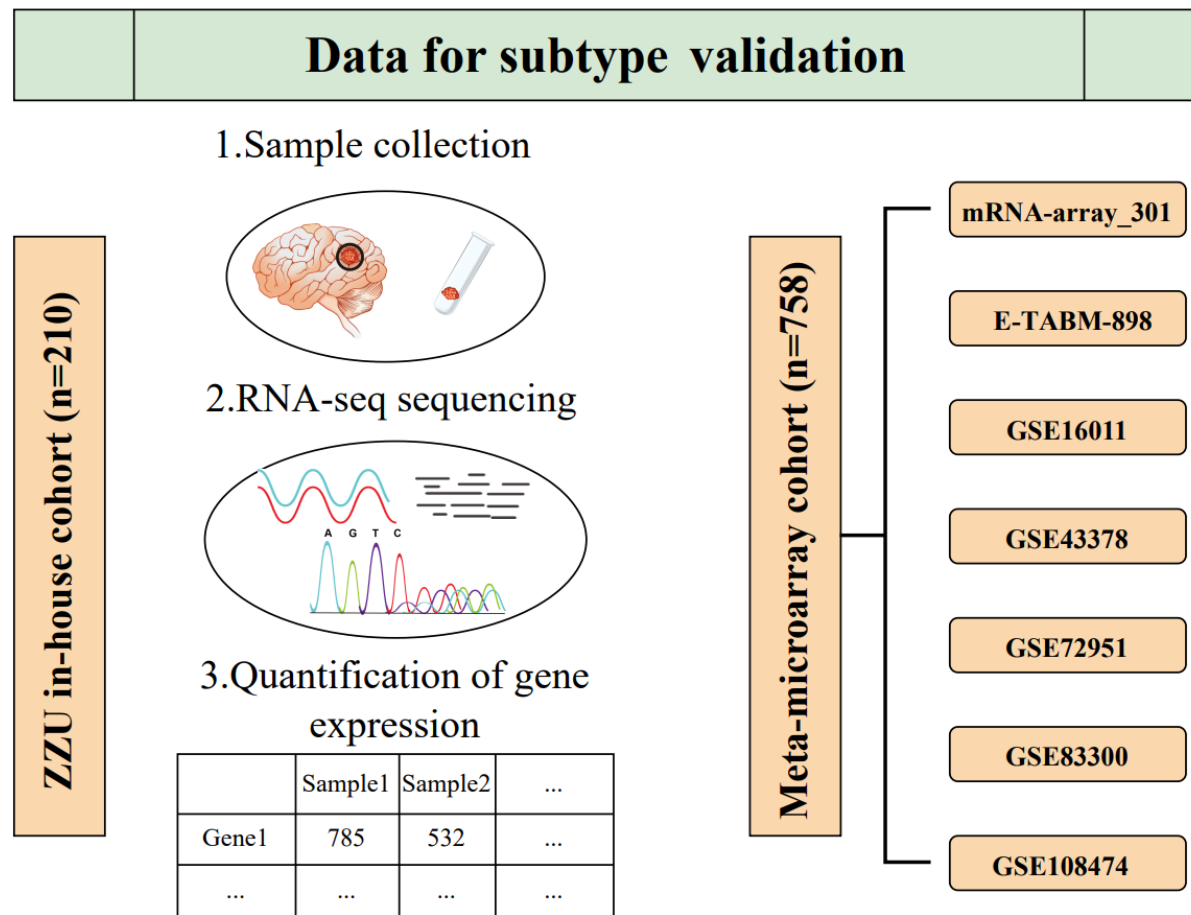 Data for subtype validation
ZZU in-house cohort (n=210)
1.Sample collection
2.RNA-seq sequencing
A G T C
3.Quantification of gene
expression
Sample1 Sample2 ...
Gene1 785 532 ...
... ... ... ...
Meta-microarray cohort (n=758)
mRNA-array_301
E-TABM-898
GSE16011
GSE43378
GSE72951
GSE83300
GSE108474